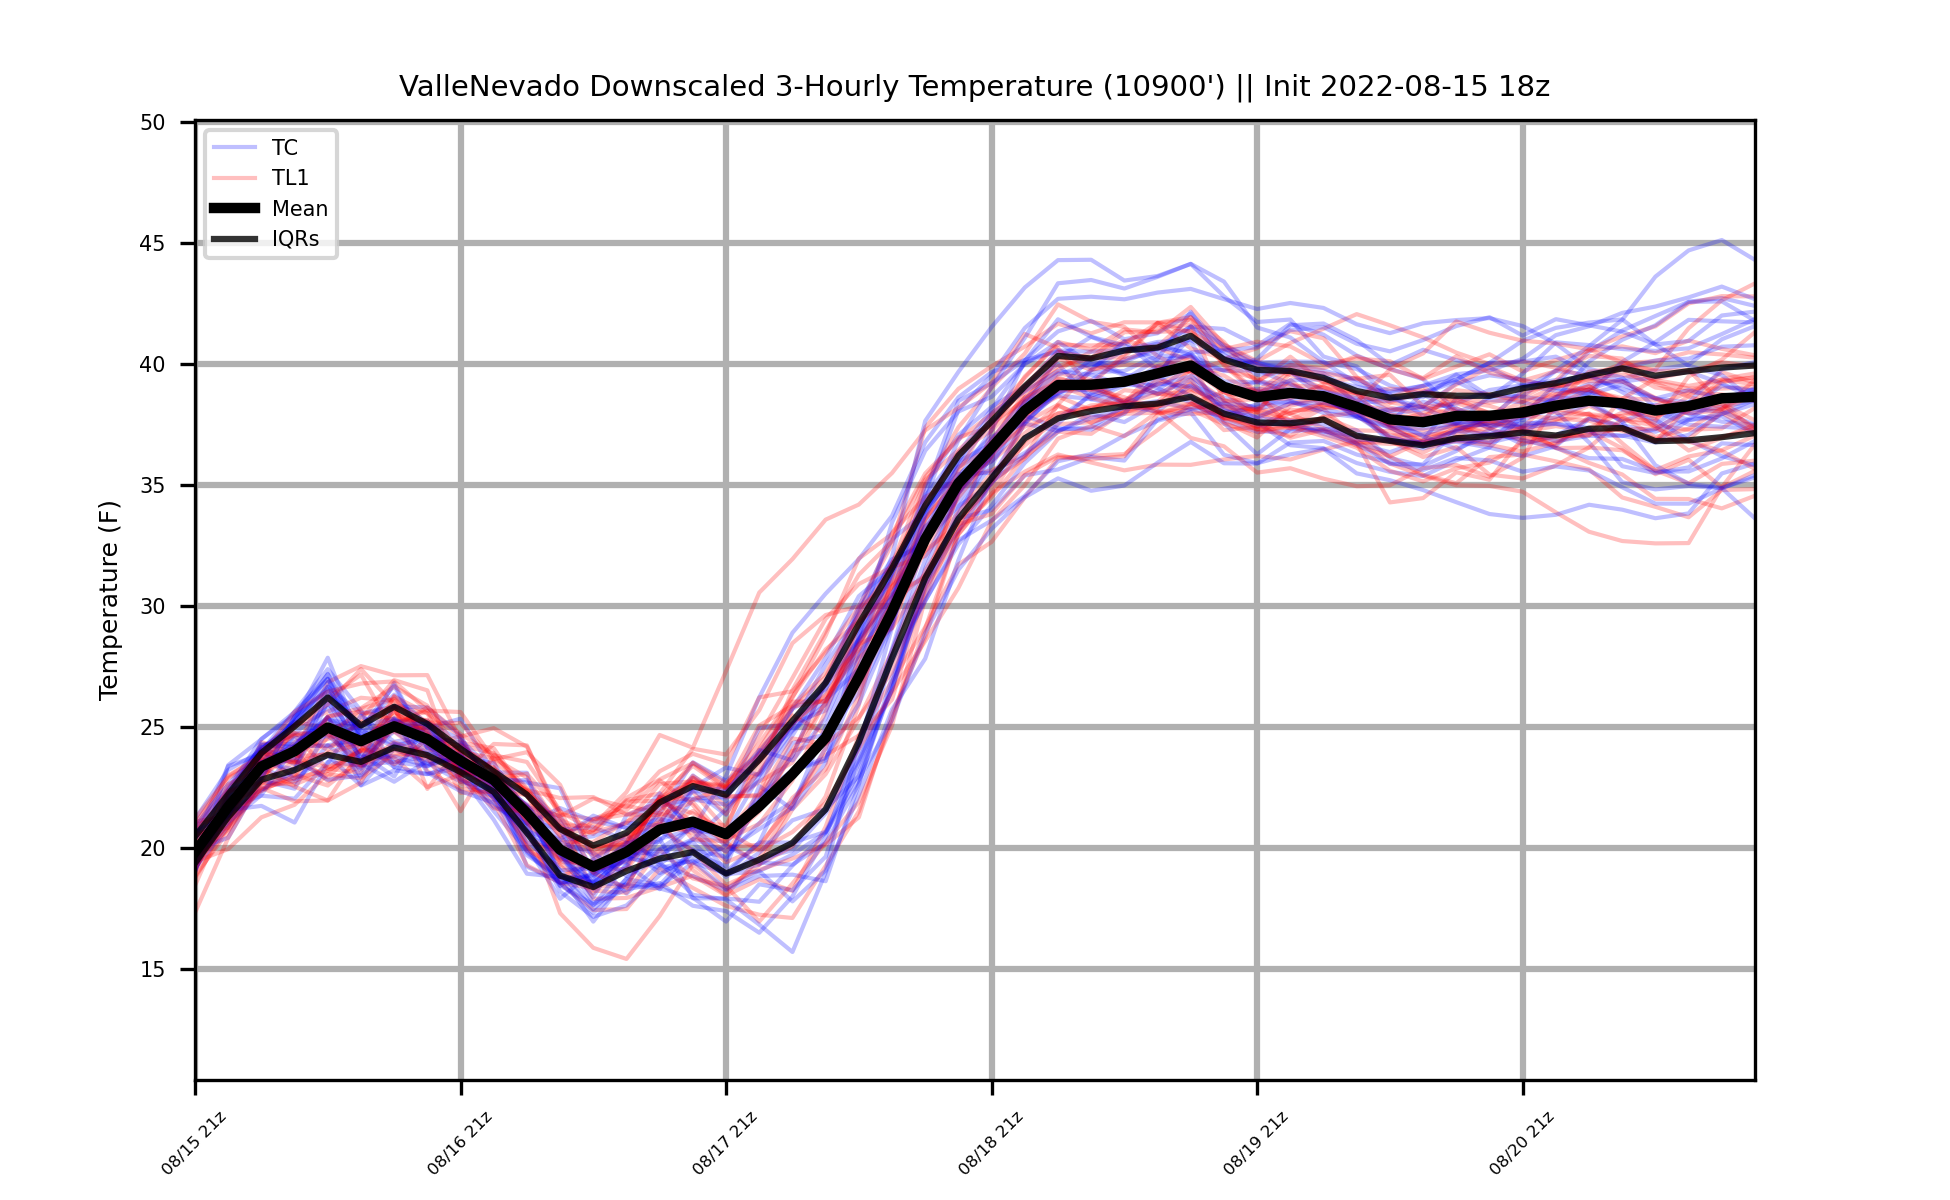 ValleNevado Downscaled 3-Hourly Temperature (10900') || Init 2022-08-15 18z
TC
TL1
Mean
IQRs
Temperature (F)
50
45
40
35
30
25
20
15
08/15 21z
08/16 21z
08/17 21z
08/18 21z
08/19 21z
08/20 21z